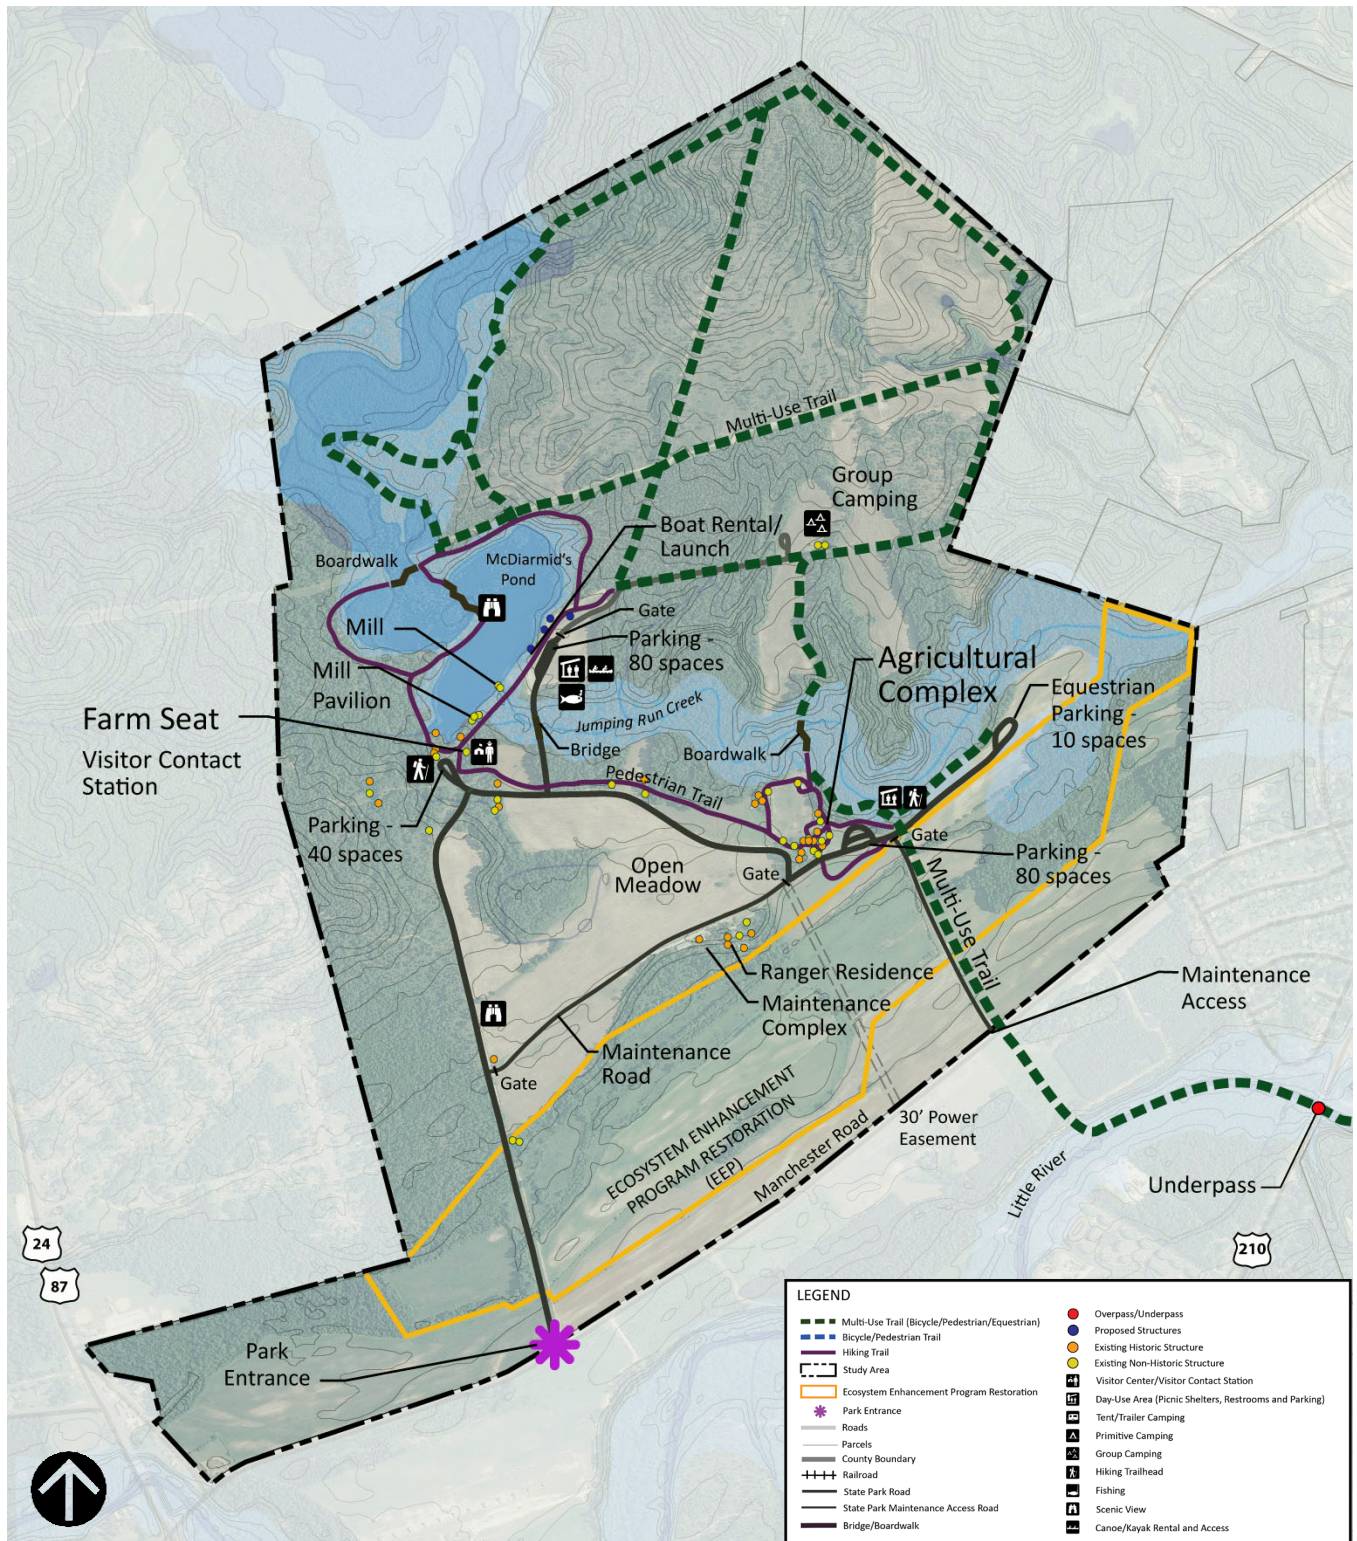 Multi-Use Trail
Group
Camping
Boat Rental/
Launch
Boardwalk
McDiarmid's
Pond
Gate
Mill
Parking -
80 spaces
Mill
Pavilion
Agricultural
Complex
Equestrian
Parking -
10 spaces
Farm Seat
Visitor Contact
Station
Jumping Run Creek
Bridge
Boardwalk
Pedestrian Trail
Parking -
40 spaces
Gate
Parking -
80 spaces
Open
Meadow
Gate
Multi-Use Trail
Ranger Residence
Maintenance
Complex
Maintenance
Access
Maintenance
Road
Gate
ECOSYSTEM ENHANCEMENT
PROGRAM RESTORATION
(EEP)
Manchester Road
30' Power
Easement
Little River
Underpass
24
87
210
Park
Entrance
LEGEND
Multi-Use Trail (Bicycle/Pedestrian/Equestrian)
Bicycle/Pedestrian Trail
Hiking Trail
Study Area
Ecosystem Enhancement Program Restoration
Park Entrance
Roads
Parcels
County Boundary
Railroad
State Park Road
State Park Maintenance Access Road
Bridge/Boardwalk
Overpass/Underpass
Proposed Structures
Existing Historic Structure
Existing Non-Historic Structure
Visitor Center/Visitor Contact Station
Day-Use Area (Picnic Shelters, Restrooms and Parking)
Tent/Trailer Camping
Primitive Camping
Group Camping
Hiking Trailhead
Fishing
Scenic View
Canoe/Kayak Rental and Access